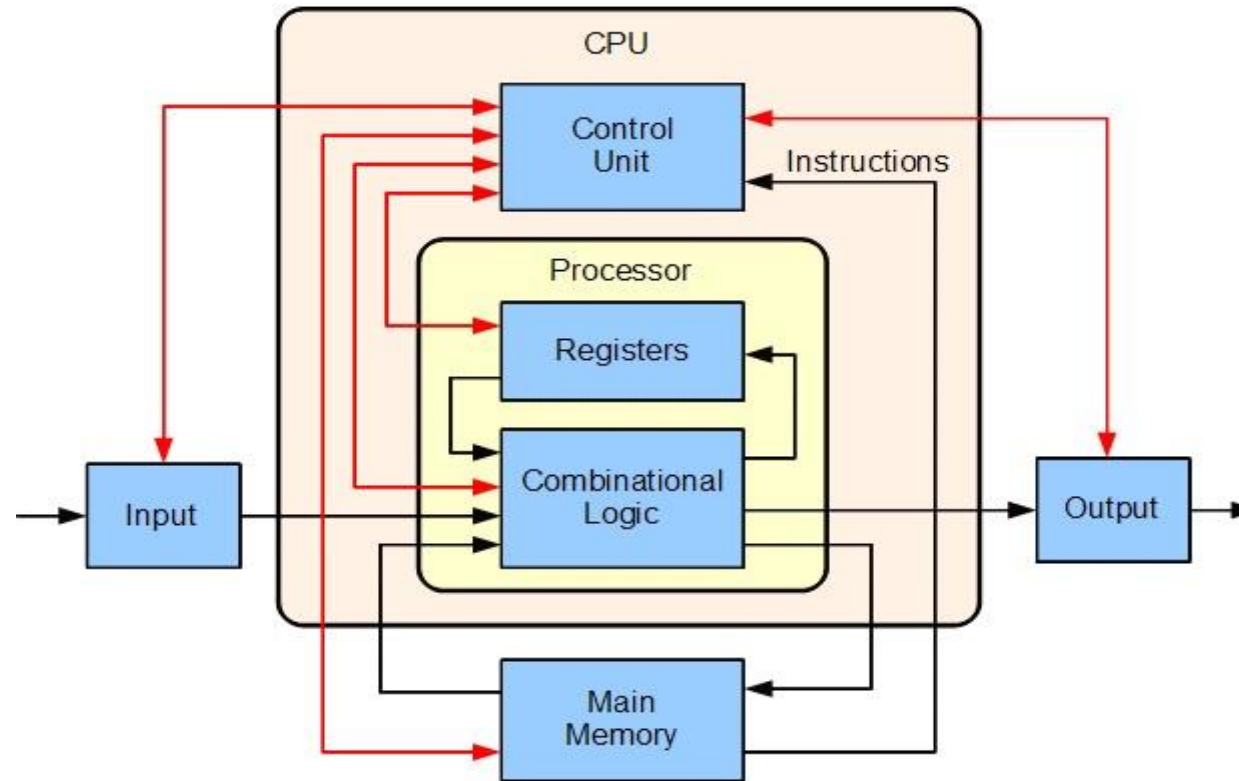 CPU
Control
Unit
Instructions
Processor
Registers
Combinational
Logic
Input
Output
Main
Memory